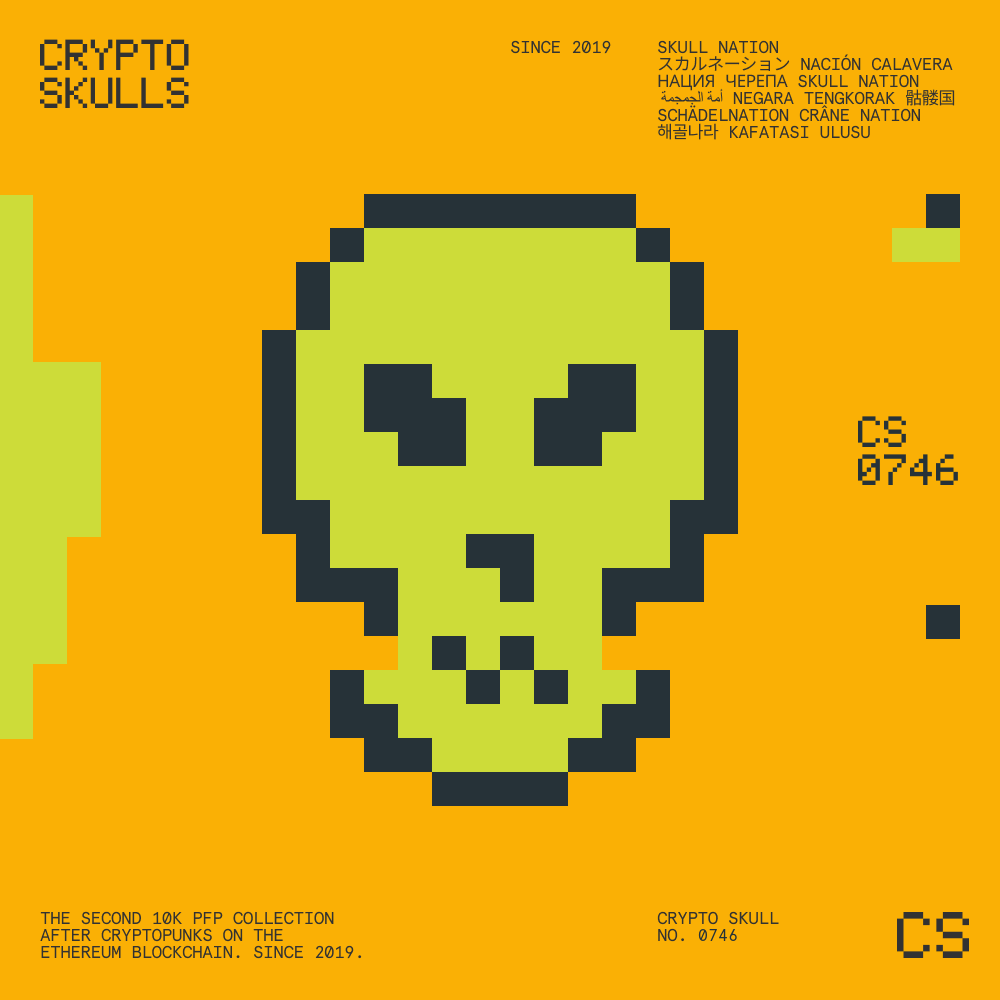 CRYPTO
SKULLS
SINCE 2019
SKULL NATION
スカルネーション NACIÓN CALAVERA
НАЦИЯ ЧЕРЕПА SKULL NATION
أمة الجمجمة NEGARA TENGKORAK 骷髅国
SCHÄDELNATION CRÂNE NATION
해골나라 KAFATASI ULUSU
CS
0746
THE SECOND 10K PFP COLLECTION
AFTER CRYPTOPUNKS ON THE
ETHEREUM BLOCKCHAIN. SINCE 2019.
CRYPTO SKULL
NO. 0746
CS